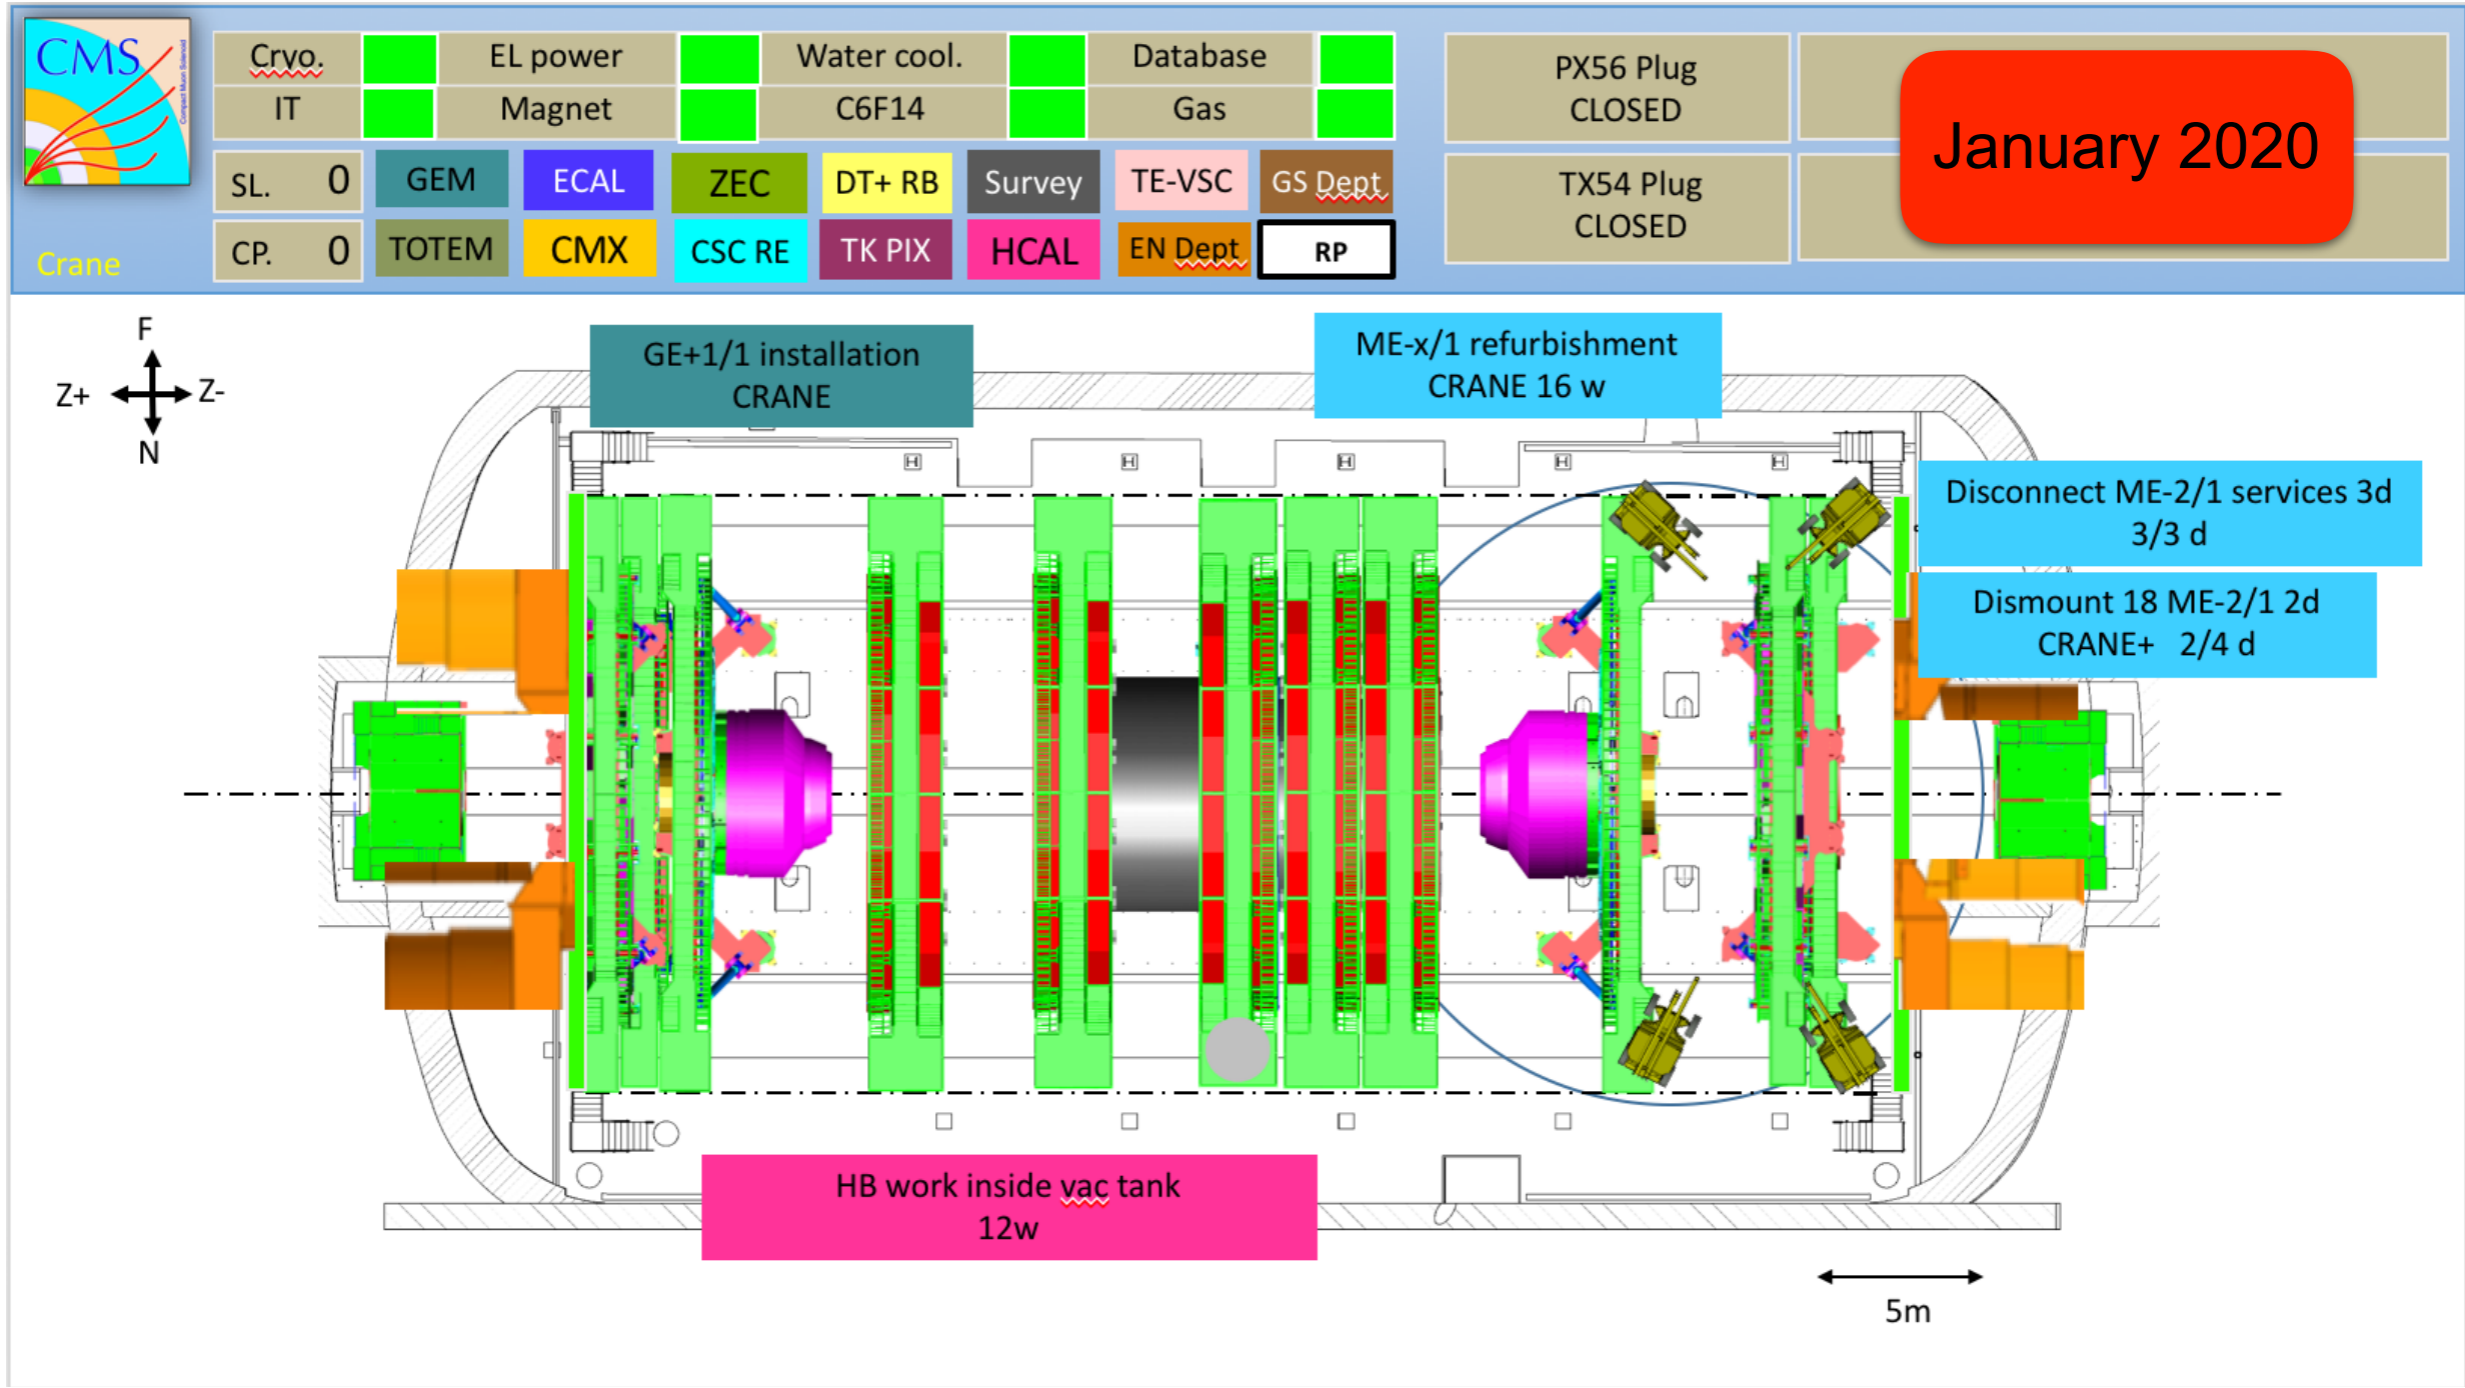 CMS
Compact Muon Solenoid
Cryo.
EL power
Water cool.
Database
IT
Magnet
C6F14
Gas
SL. 0
GEM
ECAL
ZEC
DT+ RB
Survey
TE-VSC
GS Dept
CP. 0
TOTEM
CMX
CSC RE
TK PIX
HCAL
EN Dept
RP
Crane
PX56 Plug
CLOSED
TX54 Plug
CLOSED
January 2020
F
Z+
Z-
N
GE+1/1 installation
CRANE
ME-x/1 refurbishment
CRANE 16 w
H
H
H
H
H
Disconnect ME-2/1 services 3d
3/3 d
Dismount 18 ME-2/1 2d
CRANE+ 2/4 d
HB work inside vac tank
12w
5m